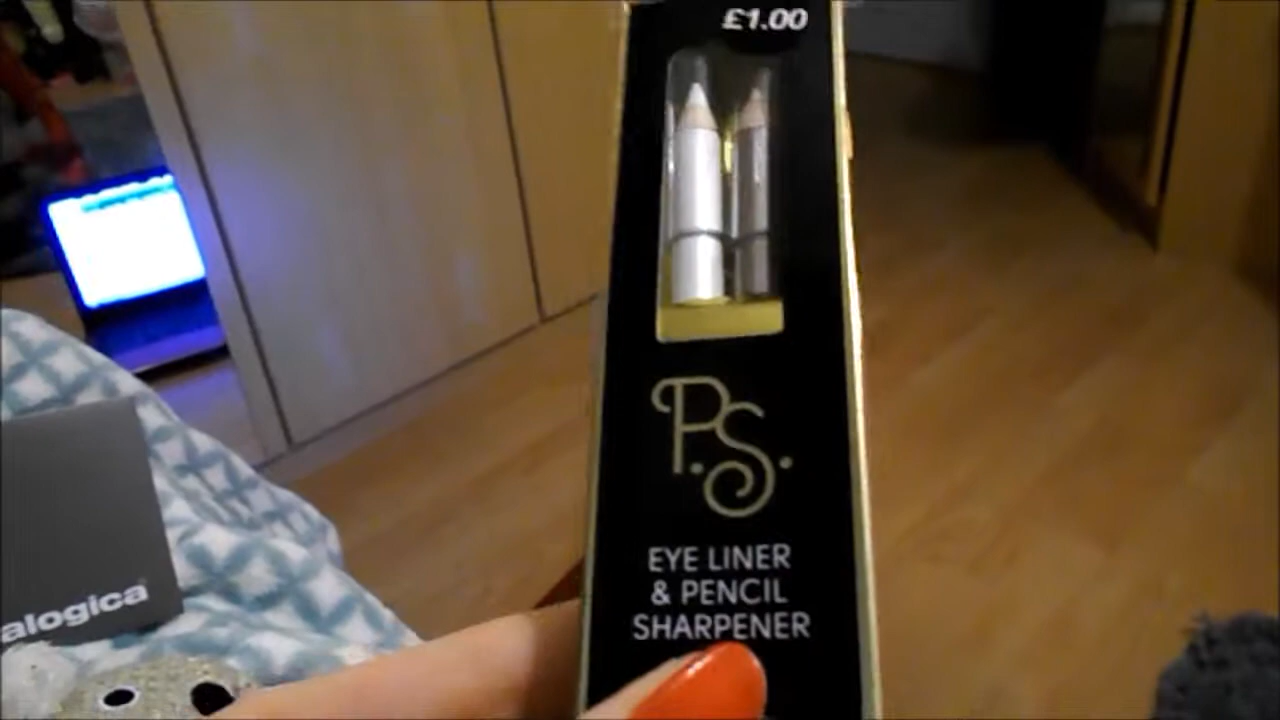 £1.00
P.S.
EYE LINER
& PENCIL
SHARPENER
alogica